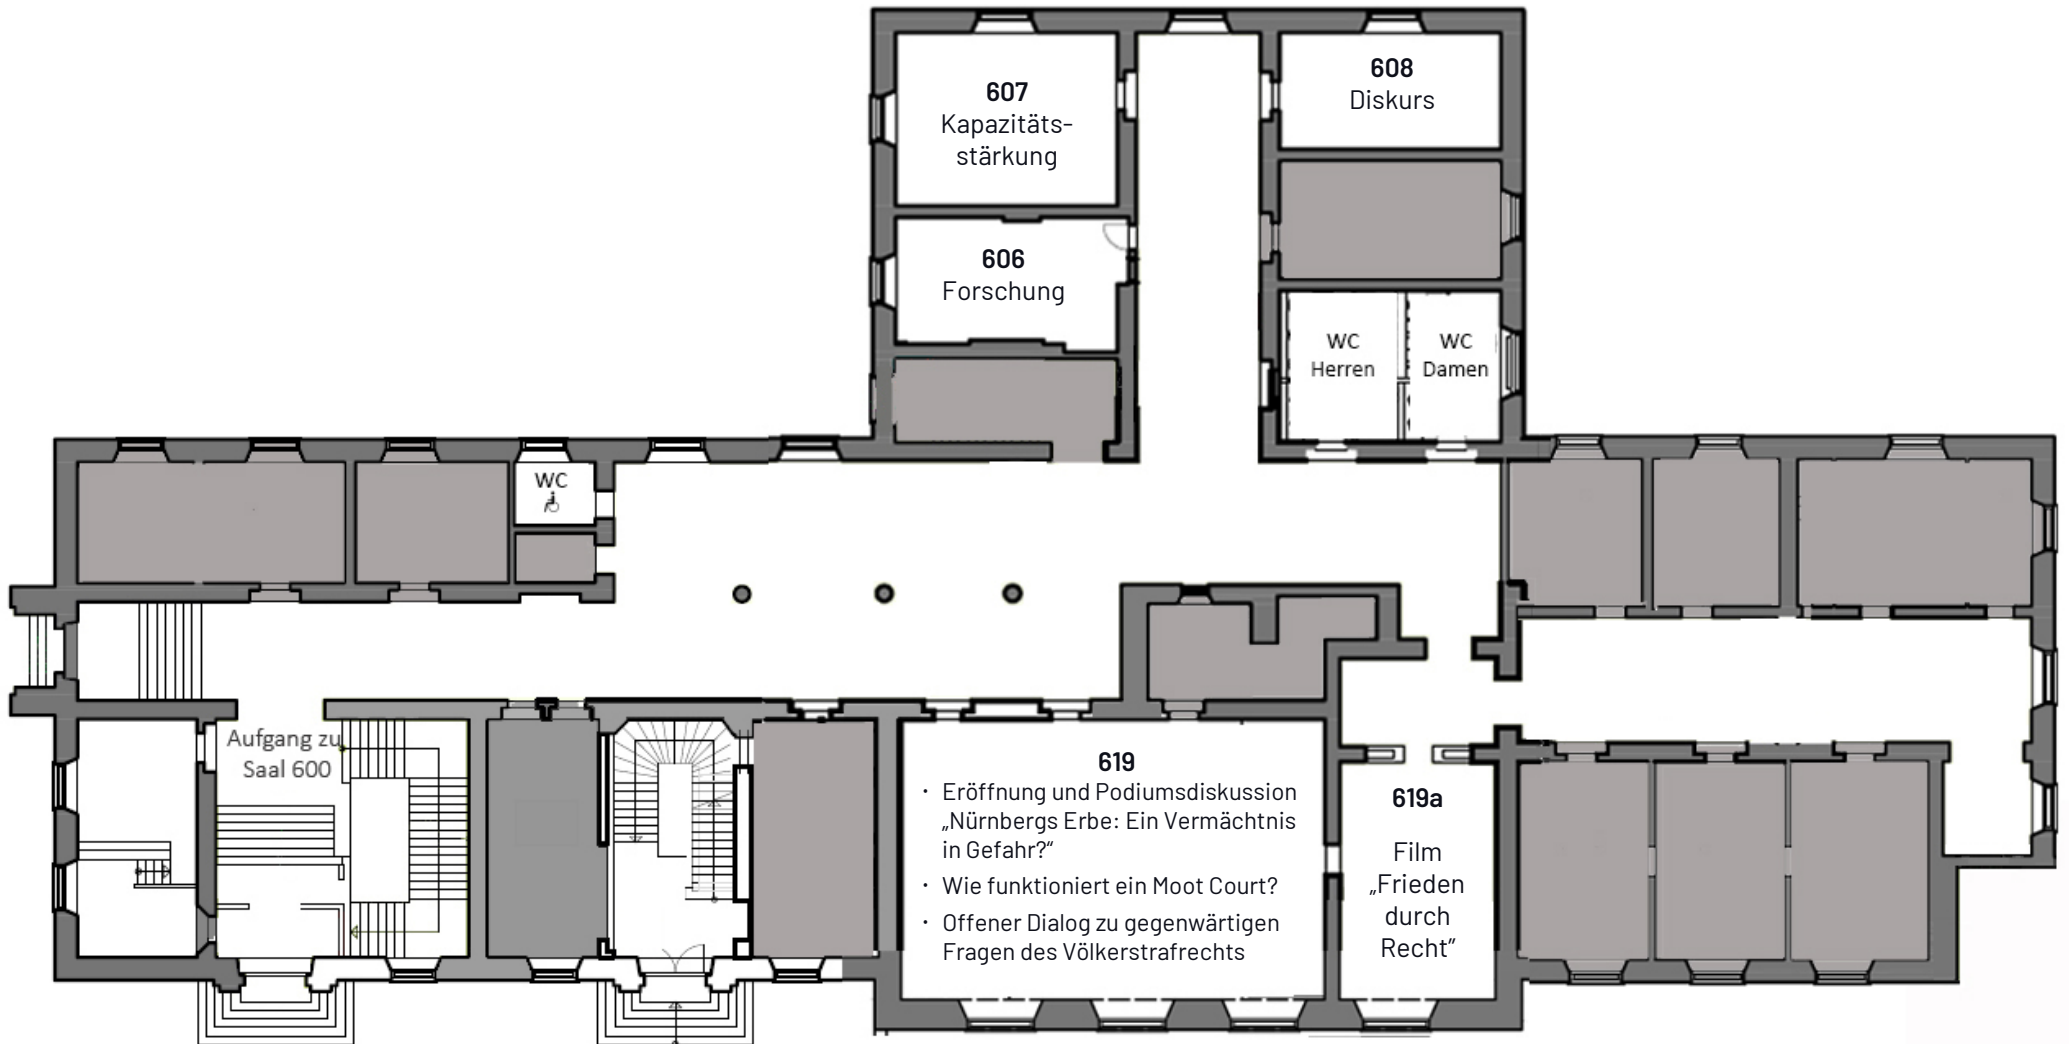 607
Kapazitäts-
stärkung
608
Diskurs
606
Forschung
WC
Herren
WC
Damen
WC
Aufgang zu
Saal 600
619
· Eröffnung und Podiumsdiskussion
„Nürnbergs Erbe: Ein Vermächtnis
in Gefahr?“
· Wie funktioniert ein Moot Court?
· Offener Dialog zu gegenwärtigen
Fragen des Völkerstrafrechts
619a
Film
„Frieden
durch
Recht“